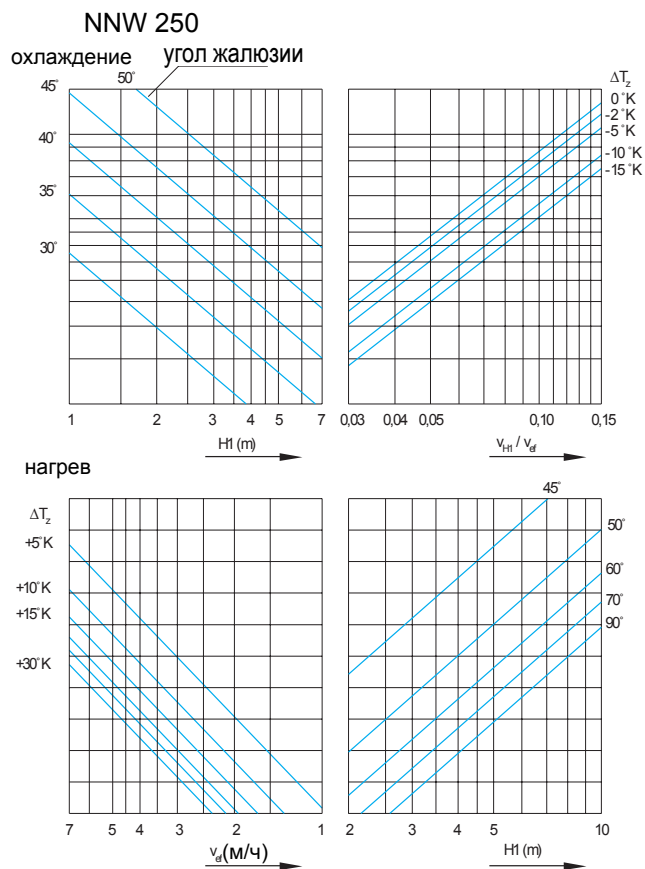 NNW 250
охлаждение угол жалюзии
45° 50°
40°
35°
30°
1 2 3 4 5 7
H1 (m)
ΔTz
0 °K
-2 °K
-5 °K
-10 °K
-15 °K
0,03 0,04 0,05 0,10 0,15
vH1 / vef
нагрев
ΔTz
+5°K
+10°K
+15°K
+30°K
7 5 4 3 2 1
vef(м/ч)
45°
50°
60°
70°
90°
2 3 4 5 10
H1 (m)